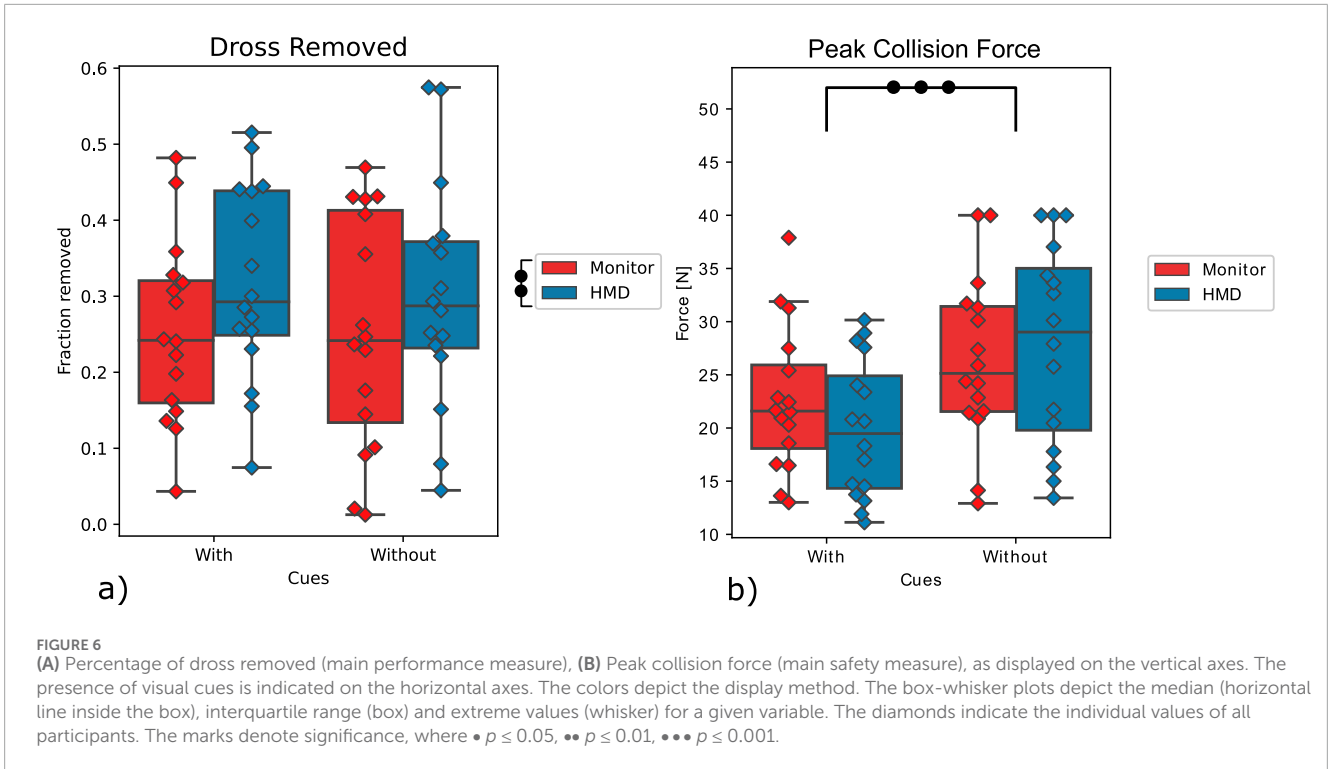 Dross Removed
Fraction removed
0.6
0.5
0.4
0.3
0.2
0.1
0.0
With
Without
Cues
a)
Monitor
HMD
Peak Collision Force
Force [N]
50
45
40
35
30
25
20
15
10
With
Without
Cues
b)
Monitor
HMD
FIGURE 6
(A) Percentage of dross removed (main performance measure), (B) Peak collision force (main safety measure), as displayed on the vertical axes. The
presence of visual cues is indicated on the horizontal axes. The colors depict the display method. The box-whisker plots depict the median (horizontal
line inside the box), interquartile range (box) and extreme values (whisker) for a given variable. The diamonds indicate the individual values of all
participants. The marks denote significance, where • p ≤ 0.05, •• p ≤ 0.01, ••• p ≤ 0.001.